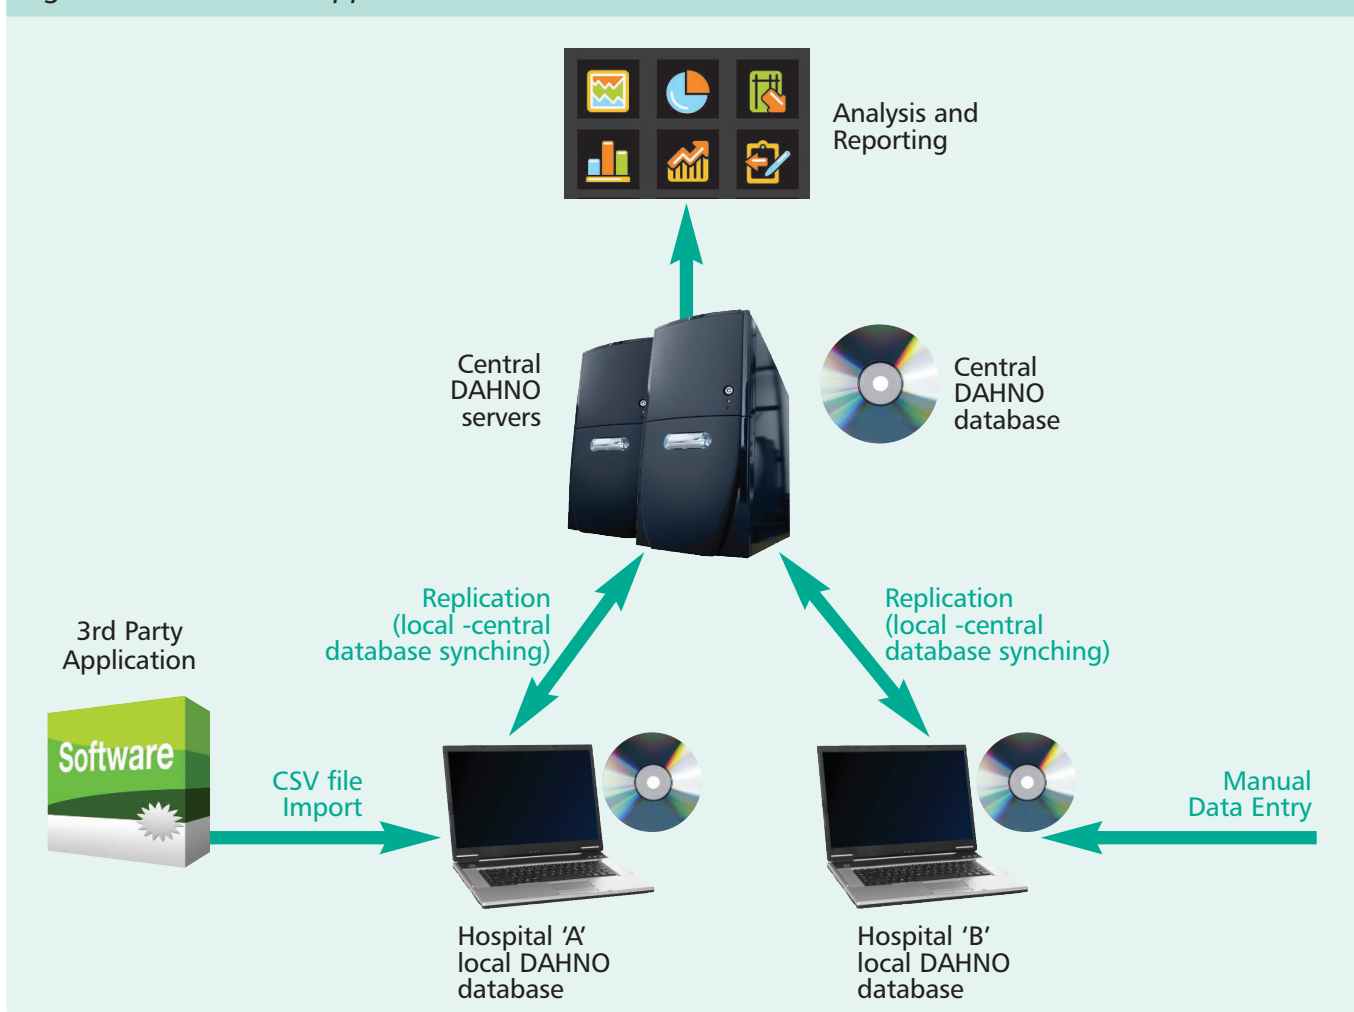 Analysis and
Reporting
Central
DAHNO
servers
Central
DAHNO
database
Replication
(local -central
database synching)
Replication
(local -central
database synching)
3rd Party
Application
Software
CSV file
Import
Manual
Data Entry
Hospital ‘A’
local DAHNO
database
Hospital ‘B’
local DAHNO
database